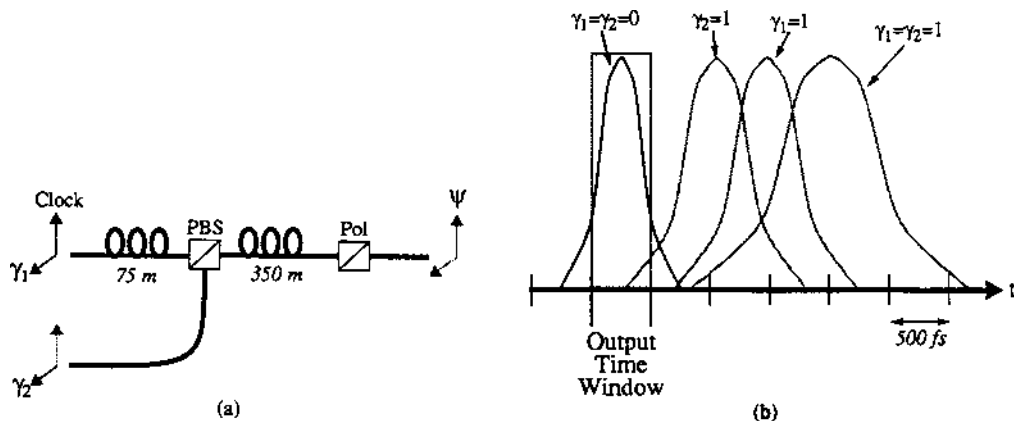 Clock
γ₁
75 m
PBS
350 m
Pol
Ψ
γ₂
(a)
γ₁=γ₂=0
γ₂=1
γ₁=1
γ₁=γ₂=1
t
500 fs
Output
Time
Window
(b)